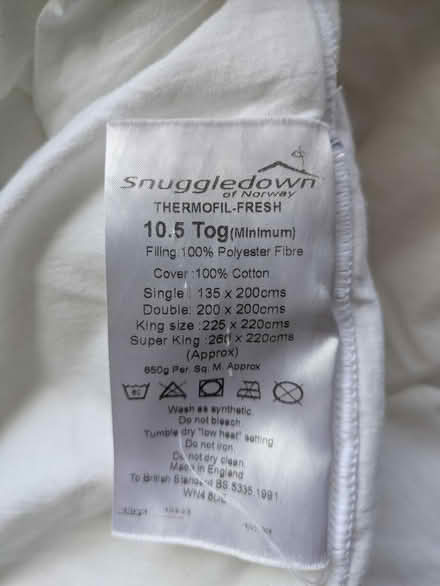 Snuggledown
of Norway
THERMOFIL-FRESH
10.5 Tog(Minimum)
Filling:100% Polyester Fibre
Cover:100% Cotton
Single : 135 x 200cms
Double: 200 x 200cms
King size :225 x 220cms
Super King :260 x 220cms
(Approx)
650g Per Sq. M. Approx
Wash as synthetic.
Do not bleach.
Tumble dry "low heat" setting
Do not iron.
Do not dry clean.
Made in England
To British Standard BS 5335.1991
WN4